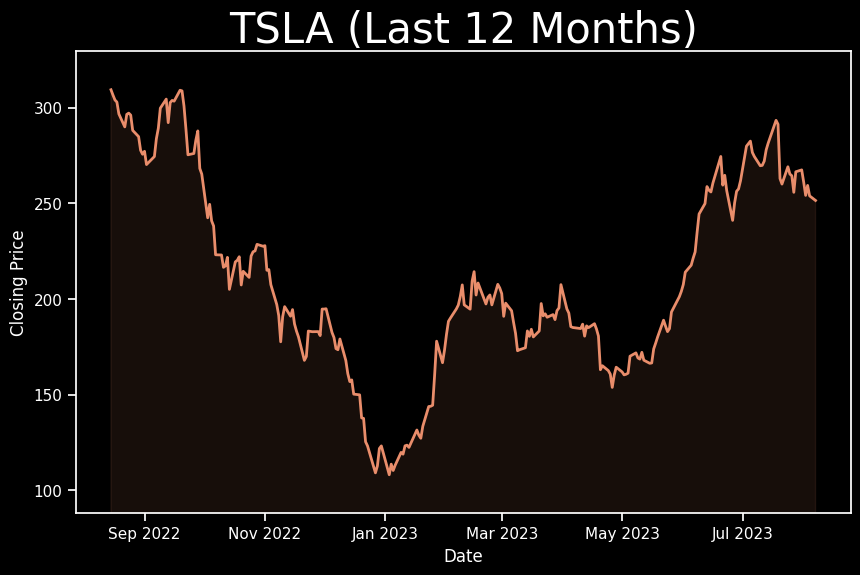 TSLA (Last 12 Months)
Closing Price
300
250
200
150
100
Sep 2022 Nov 2022 Jan 2023 Mar 2023 May 2023 Jul 2023
Date